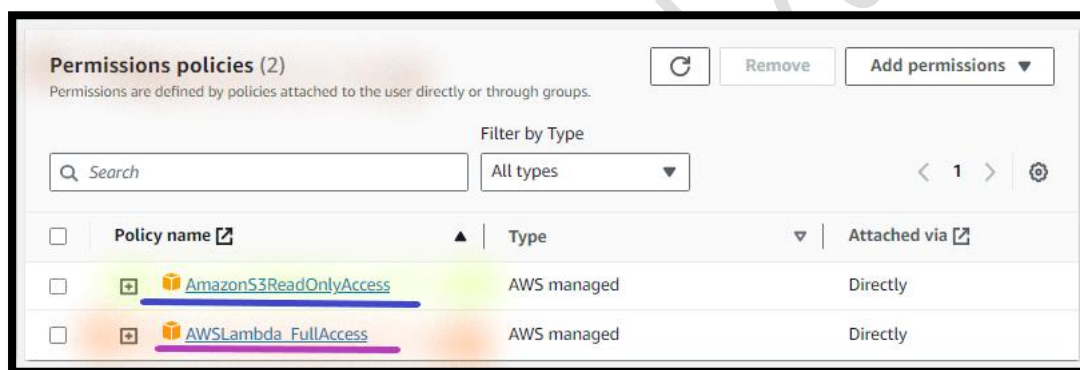 Permissions policies (2)
Remove
Add permissions
Permissions are defined by policies attached to the user directly or through groups.
Filter by Type
Search
All types
1
Policy name
Type
Attached via
AmazonS3ReadOnlyAccess
AWS managed
Directly
AWSLambda_FullAccess
AWS managed
Directly